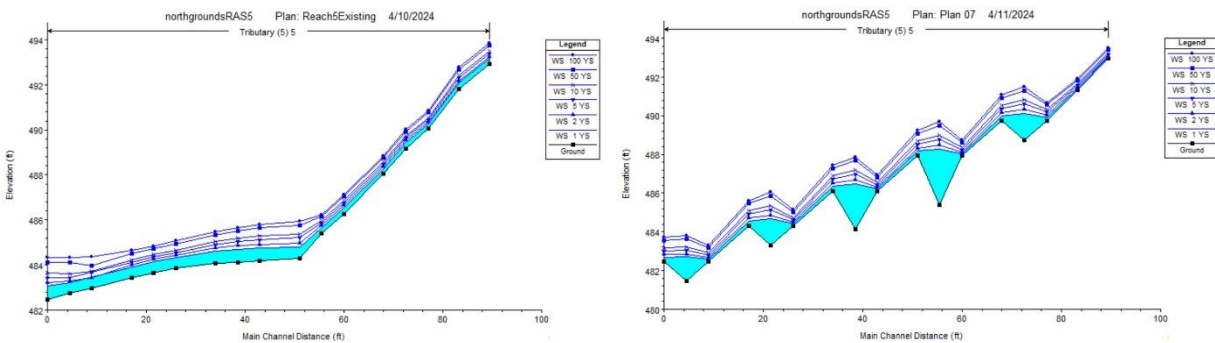 northgroundsRAS5 Plan: Reach5Existing 4/10/2024
Tributary (5) 5
494
492
490
488
486
484
482
0
20
40
60
80
100
Elevation (ft)
Main Channel Distance (ft)
Legend
WS 100 YS
WS 50 YS
WS 10 YS
WS 5 YS
WS 2 YS
WS 1 YS
Ground
northgroundsRAS5 Plan: Plan 07 4/11/2024
Tributary (5) 5
494
492
490
488
486
484
482
480
0
20
40
60
80
100
Elevation (ft)
Main Channel Distance (ft)
Legend
WS 100 YS
WS 50 YS
WS 10 YS
WS 5 YS
WS 2 YS
WS 1 YS
Ground